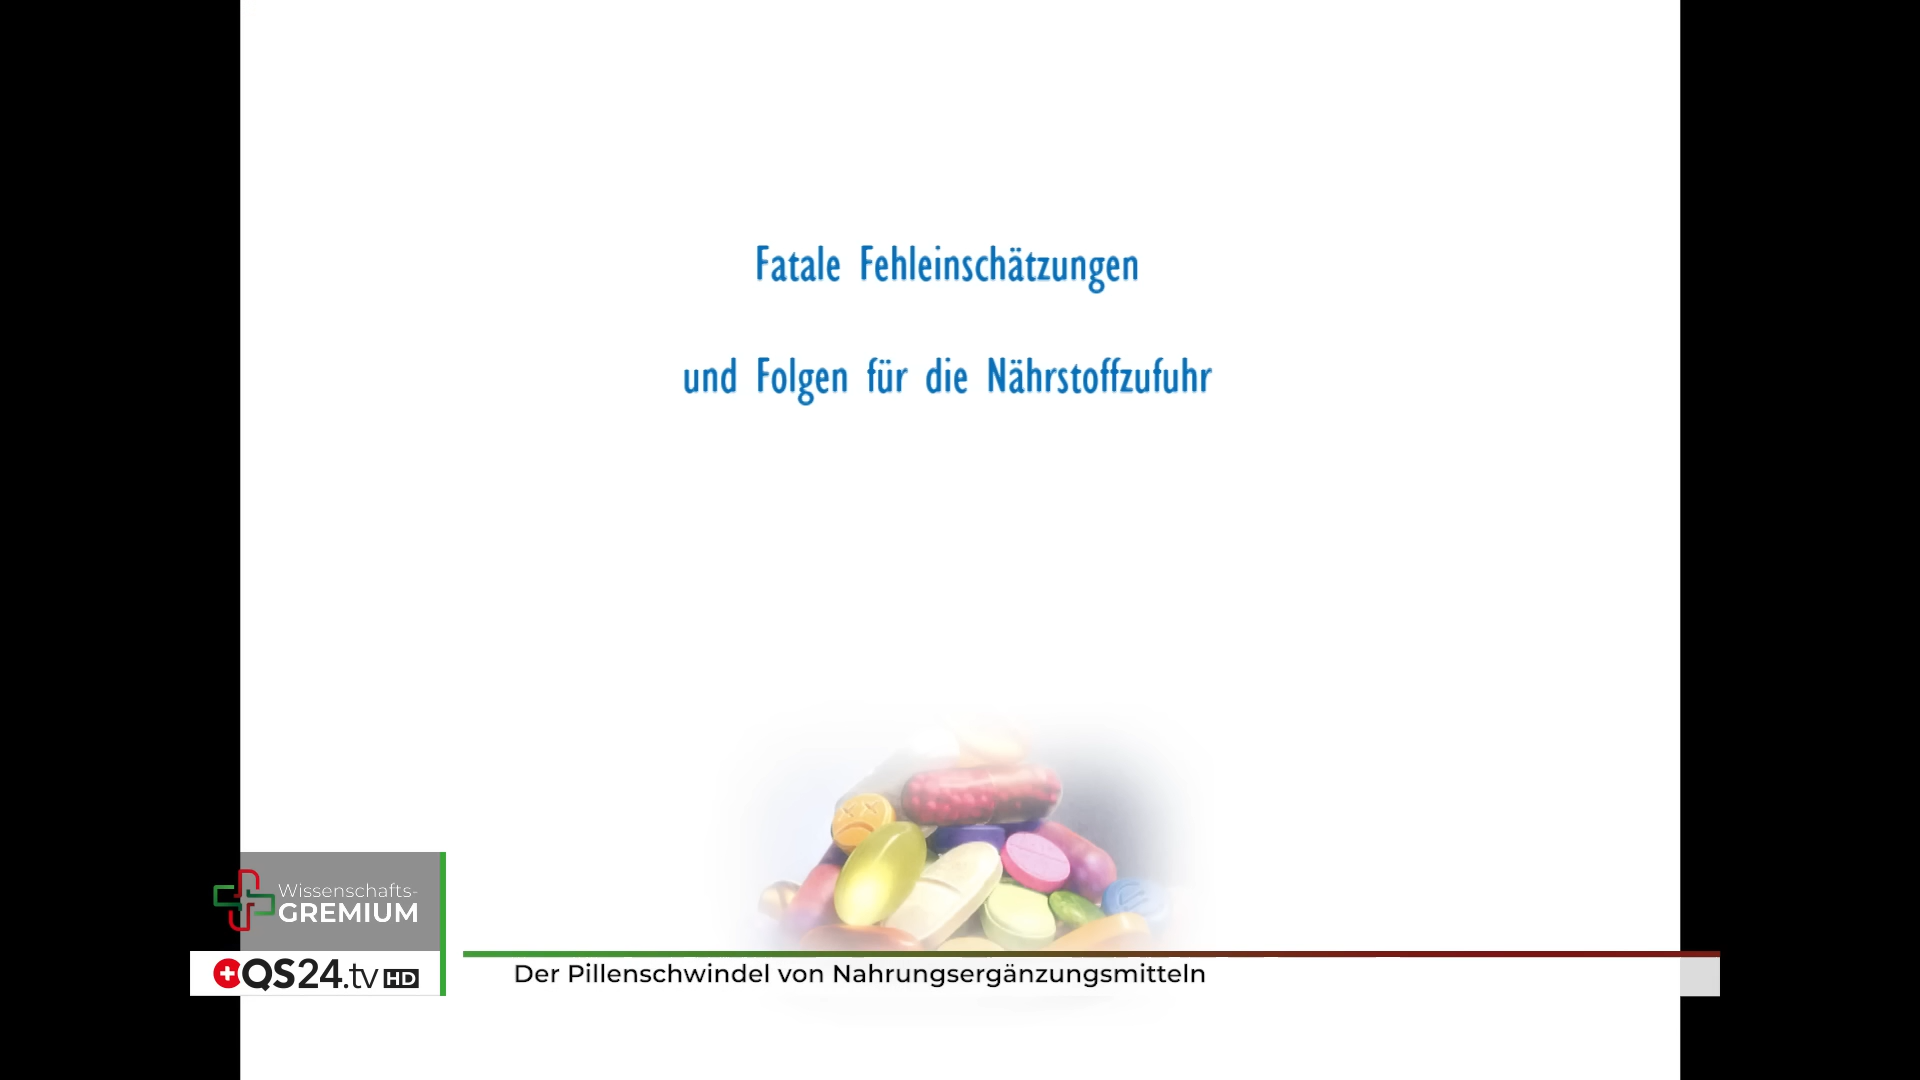 Fatale Fehleinschätzungen
und Folgen für die Nährstoffzufuhr
Wissenschafts-
GREMIUM
QS24.tv HD
Der Pillenschwindel von Nahrungsergänzungsmitteln